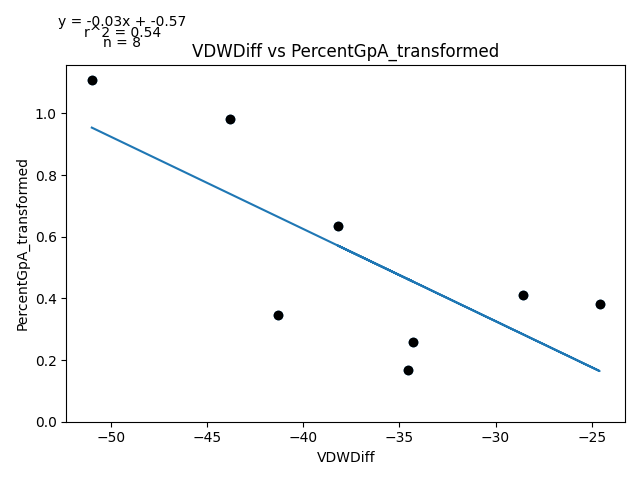 y = -0.03x + -0.57
r^2 = 0.54
n = 8
VDWDiff vs PercentGpA_transformed
PercentGpA_transformed
1.0
0.8
0.6
0.4
0.2
0.0
−50
−45
−40
−35
−30
−25
VDWDiff